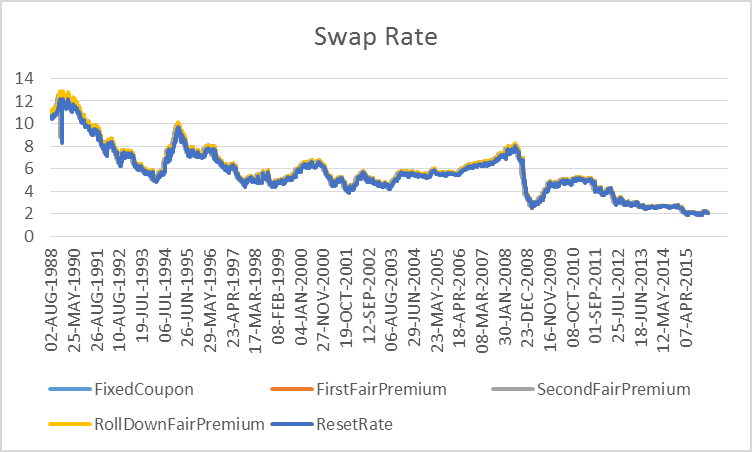 Swap Rate
14
12
10
8
6
4
2
0
02-AUG-1988
25-MAY-1990
26-AUG-1991
10-AUG-1992
19-JUL-1993
06-JUL-1994
26-JUN-1995
29-MAY-1996
23-APR-1997
17-MAR-1998
08-FEB-1999
04-JAN-2000
27-NOV-2000
19-OCT-2001
12-SEP-2002
06-AUG-2003
29-JUN-2004
23-MAY-2005
18-APR-2006
08-MAR-2007
30-JAN-2008
23-DEC-2008
16-NOV-2009
08-OCT-2010
01-SEP-2011
25-JUL-2012
18-JUN-2013
12-MAY-2014
07-APR-2015
FixedCoupon FirstFairPremium SecondFairPremium
RollDownFairPremium ResetRate